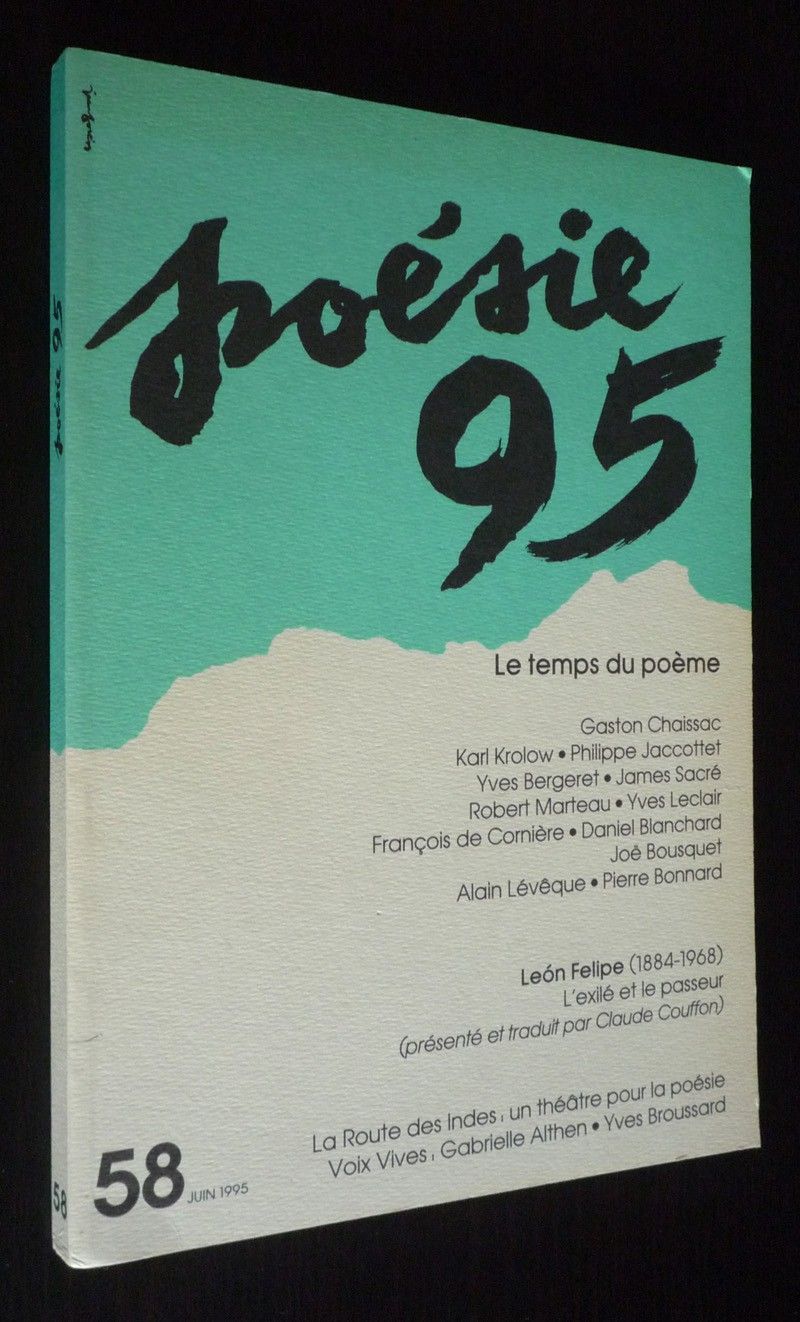 poésie
95
Le temps du poème
Gaston Chaissac
Karl Krolow • Philippe Jaccottet
Yves Bergeret • James Sacré
Robert Marteau • Yves Leclair
François de Cornière • Daniel Blanchard
Joë Bousquet
Alain Lévêque • Pierre Bonnard
León Felipe (1884-1968)
L'exilé et le passeur
(présenté et traduit par Claude Couffon)
La Route des Indes : un théâtre pour la poésie
Voix Vives : Gabrielle Althen • Yves Broussard
58 JUIN 1995
poésie 95
58